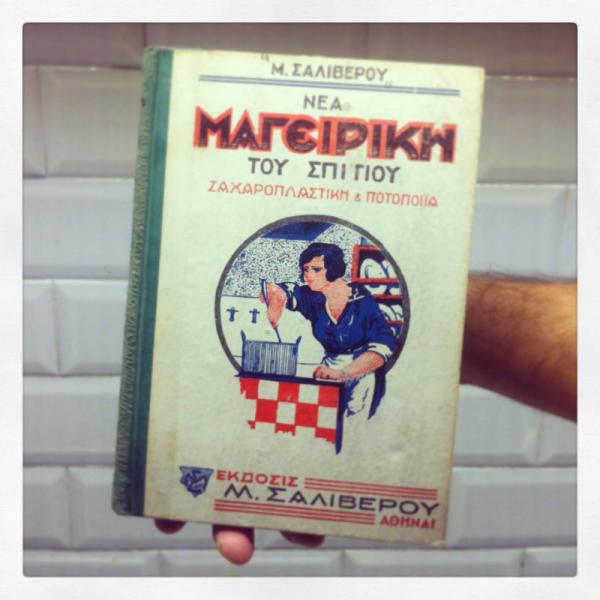 "Μ. ΣΑΛΙΒΕΡΟΥ"
ΝΕΑ
ΜΑΓΕΙΡΙΚΗ
ΤΟΥ ΣΠΙΤΙΟΥ
ΖΑΧΑΡΟΠΛΑΣΤΙΚΗ & ΠΟΤΟΠΟΙΙΑ
ΕΚΔΟΣΙΣ
Μ. ΣΑΛΙΒΕΡΟΥ
ΑΘΗΝΑΙ